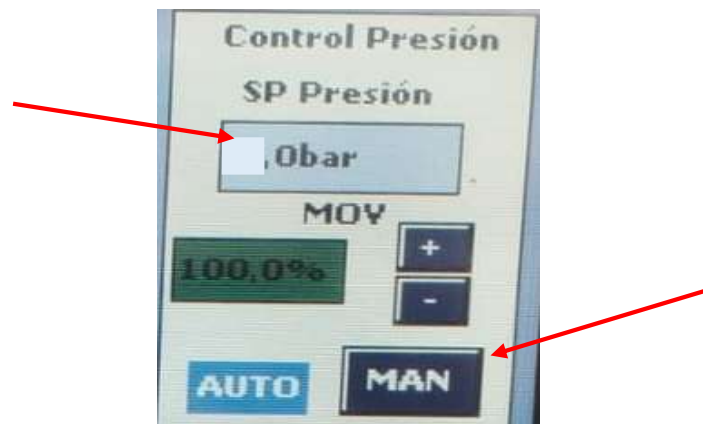 Control Presión
SP Presión
,0bar
MOV
100,0%
+
-
AUTO
MAN